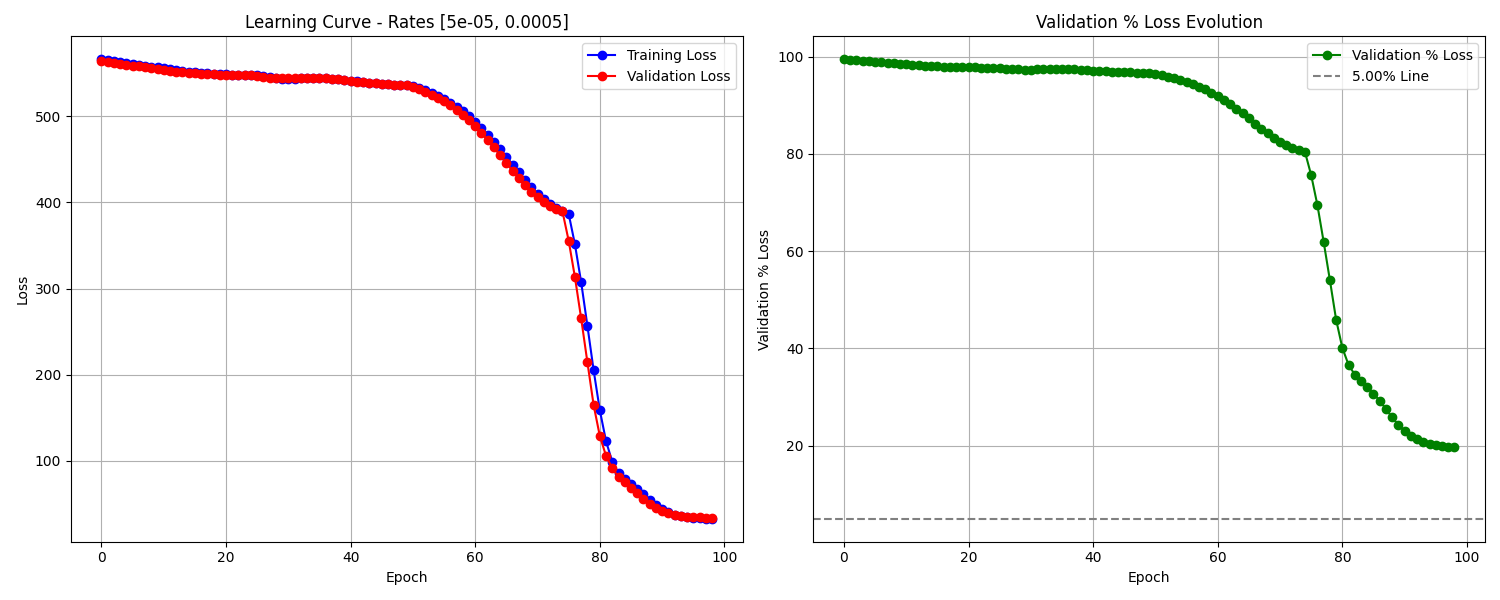 Learning Curve - Rates [5e-05, 0.0005]
Training Loss
Validation Loss
Loss
500
400
300
200
100
0
20
40
60
80
100
Epoch
Validation % Loss Evolution
Validation % Loss
5.00% Line
Validation % Loss
100
80
60
40
20
0
20
40
60
80
100
Epoch